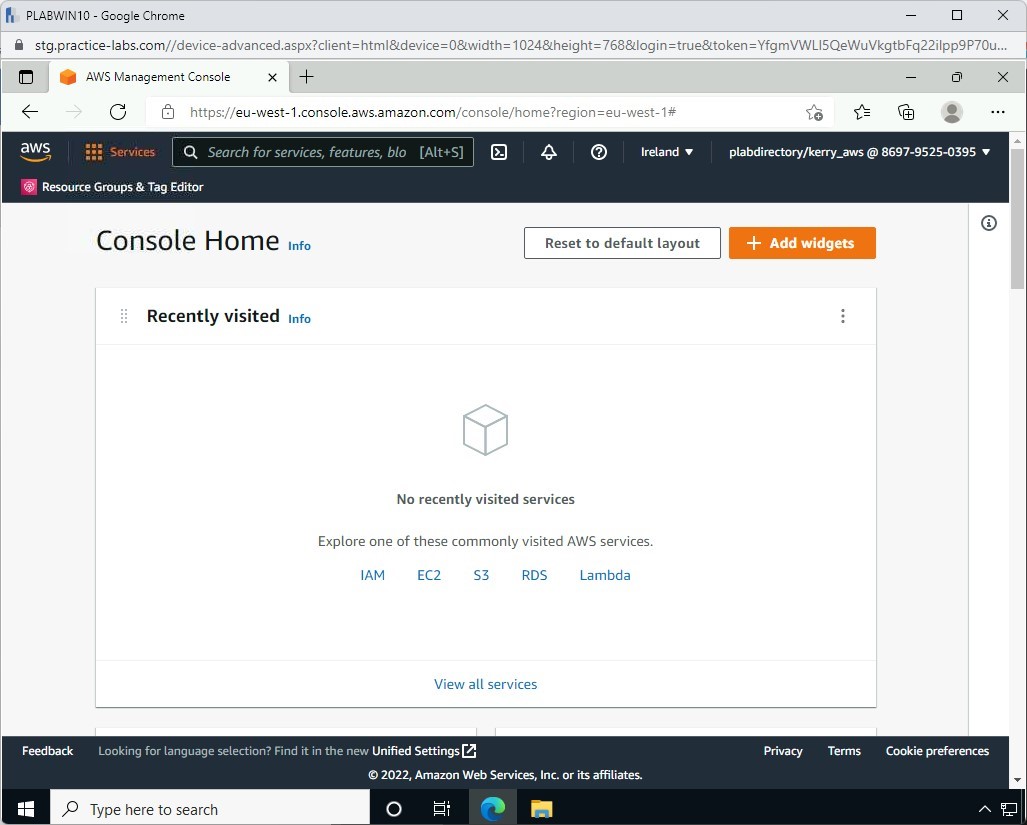 PLABWIN10 - Google Chrome
stg.practice-labs.com//device-advanced.aspx?client=html&device=0&width=1024&height=768&login=true&token=YfgmVWLI5QeWuVkgtbFq22iIpp9P70u...
AWS Management Console
https://eu-west-1.console.aws.amazon.com/console/home?region=eu-west-1#
aws Services Search for services, features, blo [Alt+S] Ireland plabdirectory/kerry_aws @ 8697-9525-0395
Resource Groups & Tag Editor
Console Home Info Reset to default layout Add widgets
Recently visited Info
No recently visited services
Explore one of these commonly visited AWS services.
IAM EC2 S3 RDS Lambda
View all services
Feedback Looking for language selection? Find it in the new Unified Settings Privacy Terms Cookie preferences
© 2022, Amazon Web Services, Inc. or its affiliates.
Type here to search